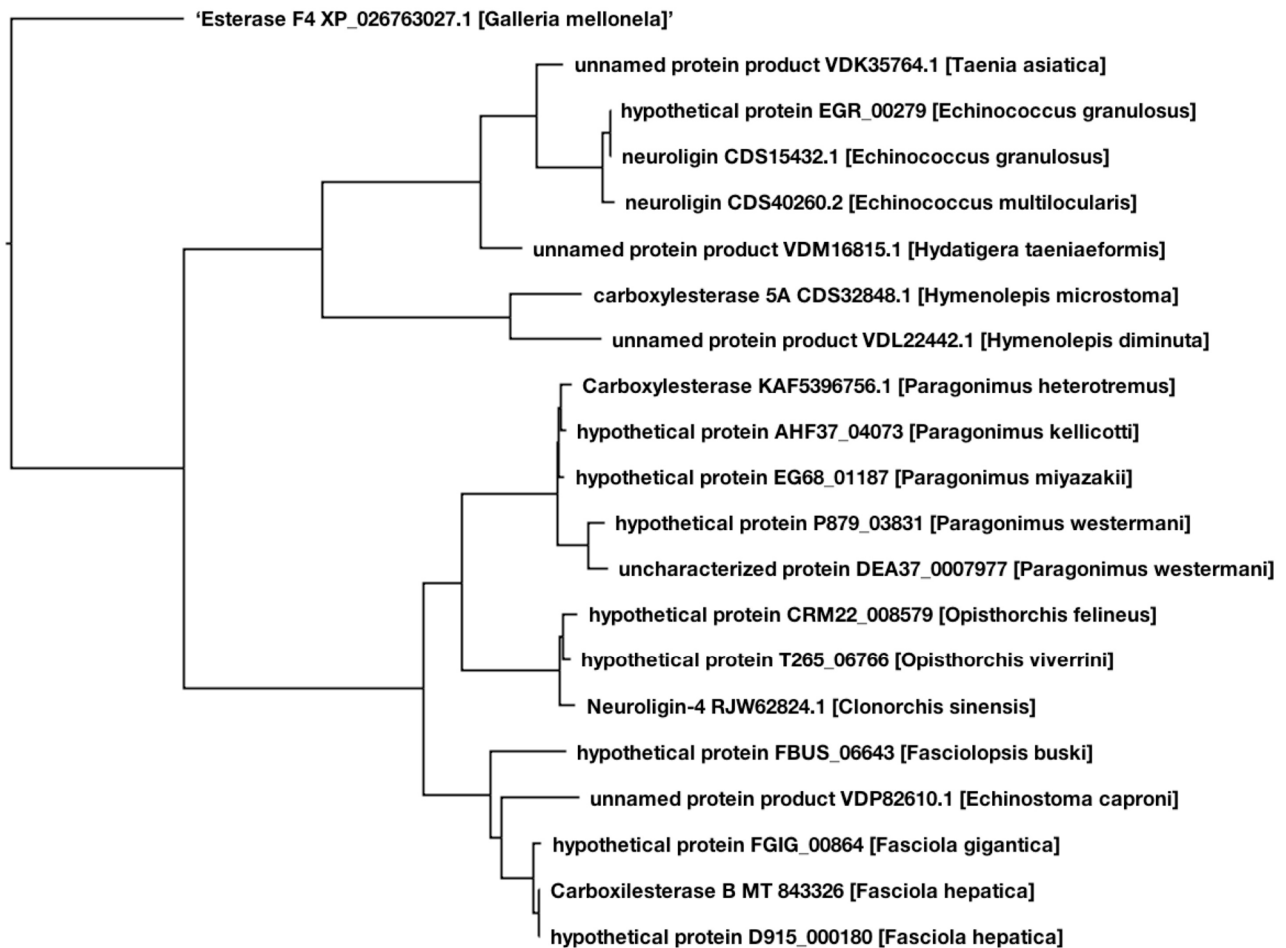 ‘Esterase F4 XP_026763027.1 [Galleria mellonela]’
unnamed protein product VDK35764.1 [Taenia asiatica]
hypothetical protein EGR_00279 [Echinococcus granulosus]
neuroligin CDS15432.1 [Echinococcus granulosus]
neuroligin CDS40260.2 [Echinococcus multilocularis]
unnamed protein product VDM16815.1 [Hydatigera taeniaeformis]
carboxylesterase 5A CDS32848.1 [Hymenolepis microstoma]
unnamed protein product VDL22442.1 [Hymenolepis diminuta]
Carboxylesterase KAF5396756.1 [Paragonimus heterotremus]
hypothetical protein AHF37_04073 [Paragonimus kellicotti]
hypothetical protein EG68_01187 [Paragonimus miyazakii]
hypothetical protein P879_03831 [Paragonimus westermani]
uncharacterized protein DEA37_0007977 [Paragonimus westermani]
hypothetical protein CRM22_008579 [Opisthorchis felineus]
hypothetical protein T265_06766 [Opisthorchis viverrini]
Neuroligin-4 RJW62824.1 [Clonorchis sinensis]
hypothetical protein FBUS_06643 [Fasciolopsis buski]
unnamed protein product VDP82610.1 [Echinostoma caproni]
hypothetical protein FGIG_00864 [Fasciola gigantica]
Carboxilesterase B MT 843326 [Fasciola hepatica]
hypothetical protein D915_000180 [Fasciola hepatica]